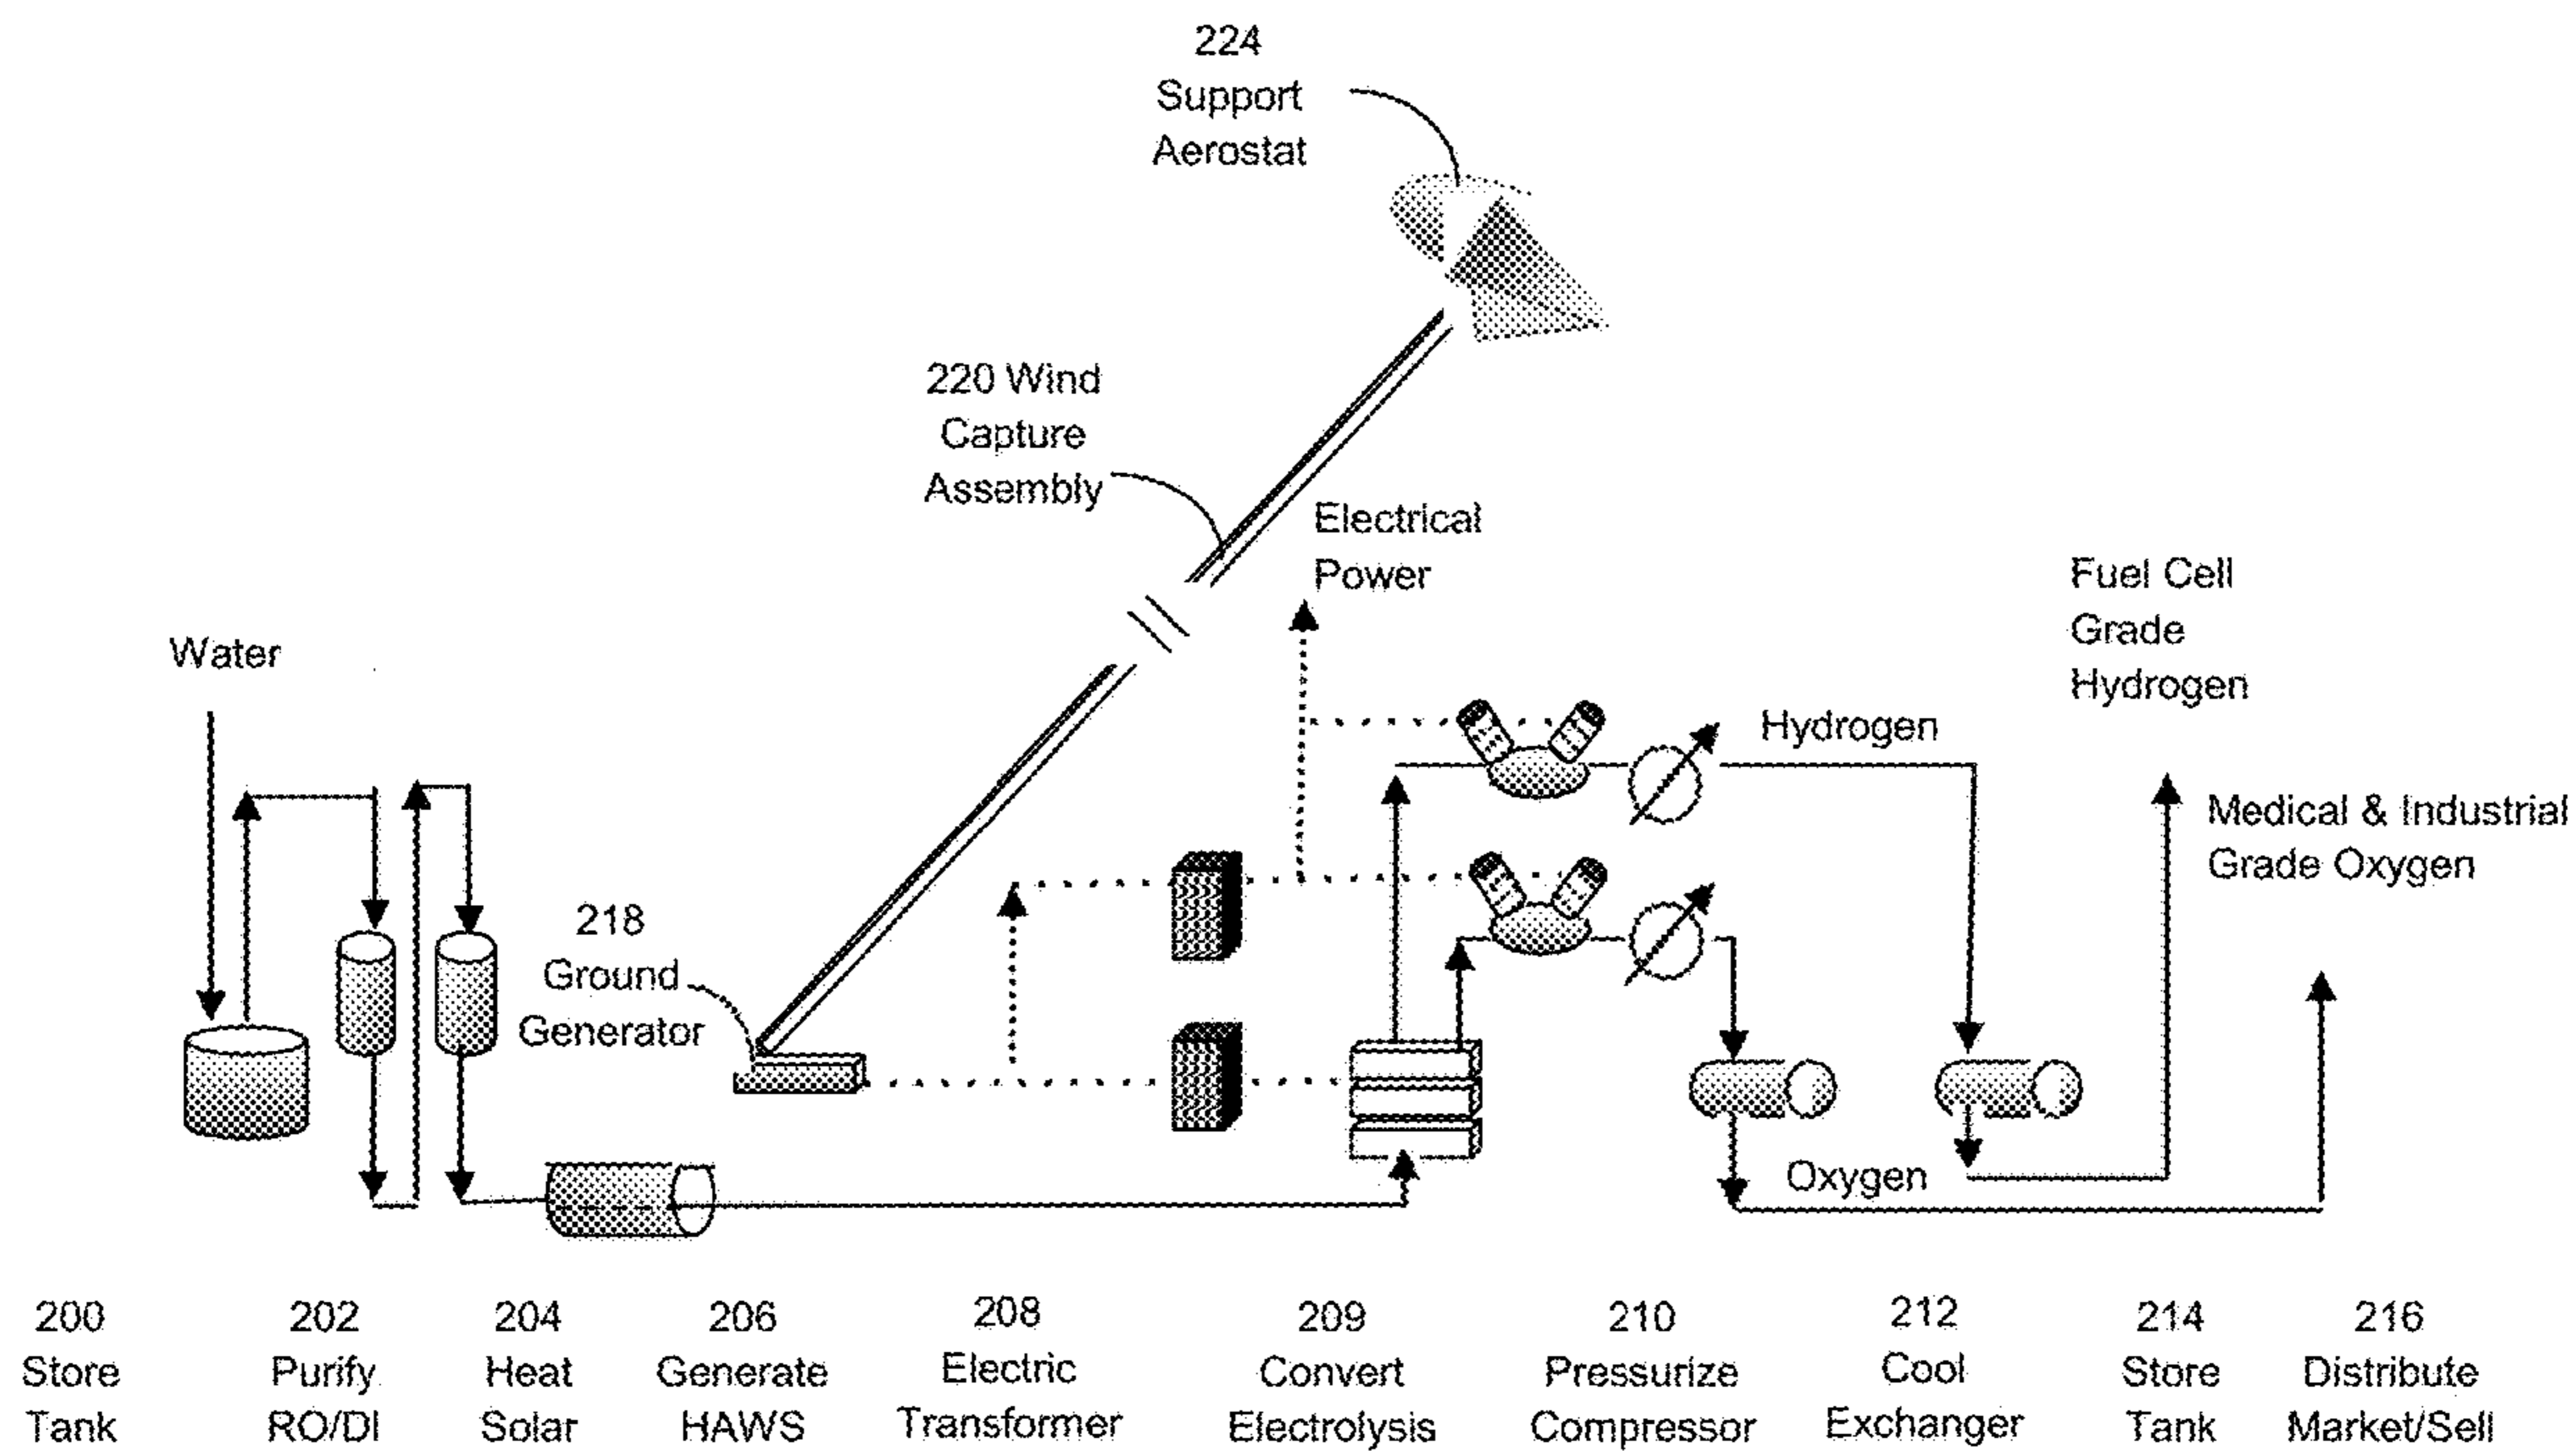 224
Support
Aerostat
220 Wind
Capture
Assembly
Electrical
Power
Fuel Cell
Grade
Hydrogen
Water
Hydrogen
Medical & Industrial
Grade Oxygen
218
Ground
Generator
Oxygen
200
Store
Tank
202
Purify
RO/DI
204
Heat
Solar
206
Generate
HAWS
208
Electric
Transformer
209
Convert
Electrolysis
210
Pressurize
Compressor
212
Cool
Exchanger
214
Store
Tank
216
Distribute
Market/Sell